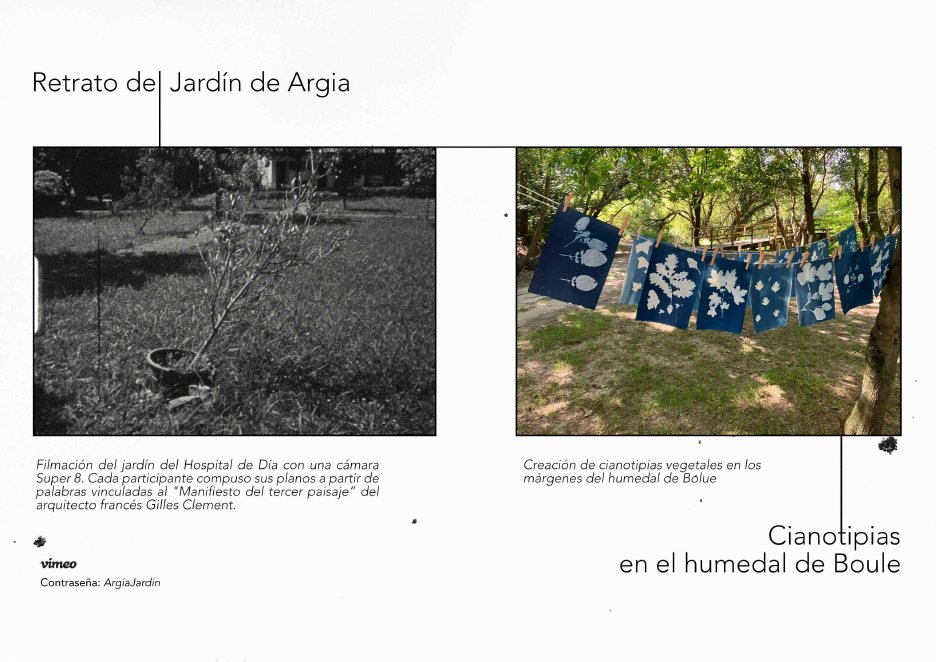 Retrato del Jardín de Argia
Filmación del jardín del Hospital de Día con una cámara
Super 8. Cada participante compuso sus planos a partir de
palabras vinculadas al "Manifiesto del tercer paisaje” del
arquitecto francés Gilles Clement.
vimeo
Contraseña: ArgiaJardin
Creación de cianotipias vegetales en los
márgenes del humedal de Bolue
Cianotipias
en el humedal de Boule